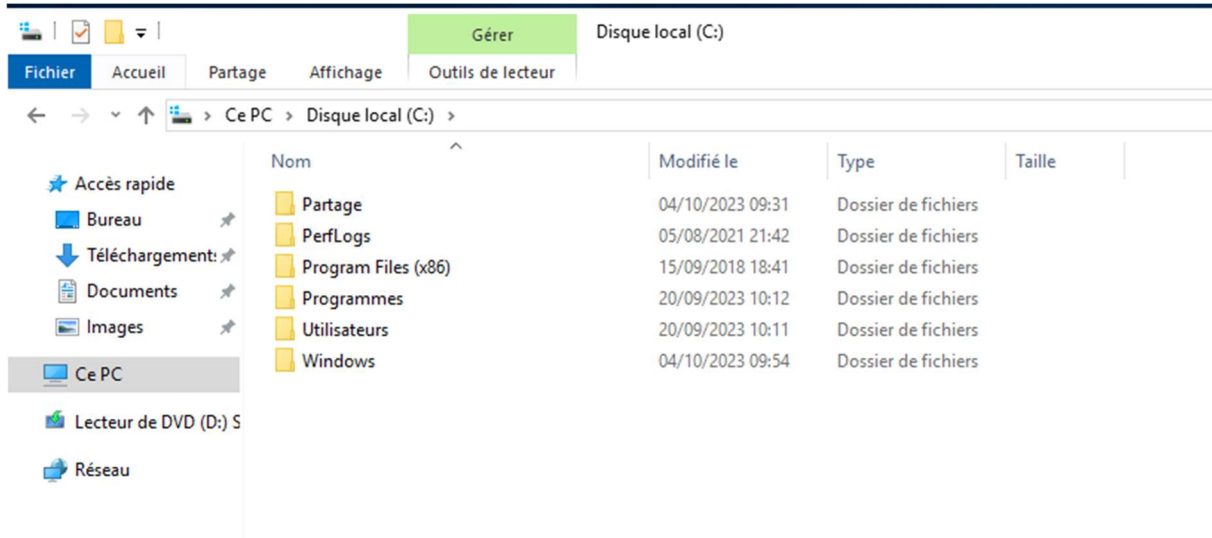 Gérer Disque local (C:)
Fichier Accueil Partage Affichage Outils de lecteur
Ce PC > Disque local (C:) >
Accès rapide
Bureau
Téléchargements
Documents
Images
Ce PC
Lecteur de DVD (D:) S
Réseau
Nom Modifié le Type Taille
Partage 04/10/2023 09:31 Dossier de fichiers
PerfLogs 05/08/2021 21:42 Dossier de fichiers
Program Files (x86) 15/09/2018 18:41 Dossier de fichiers
Programmes 20/09/2023 10:12 Dossier de fichiers
Utilisateurs 20/09/2023 10:11 Dossier de fichiers
Windows 04/10/2023 09:54 Dossier de fichiers